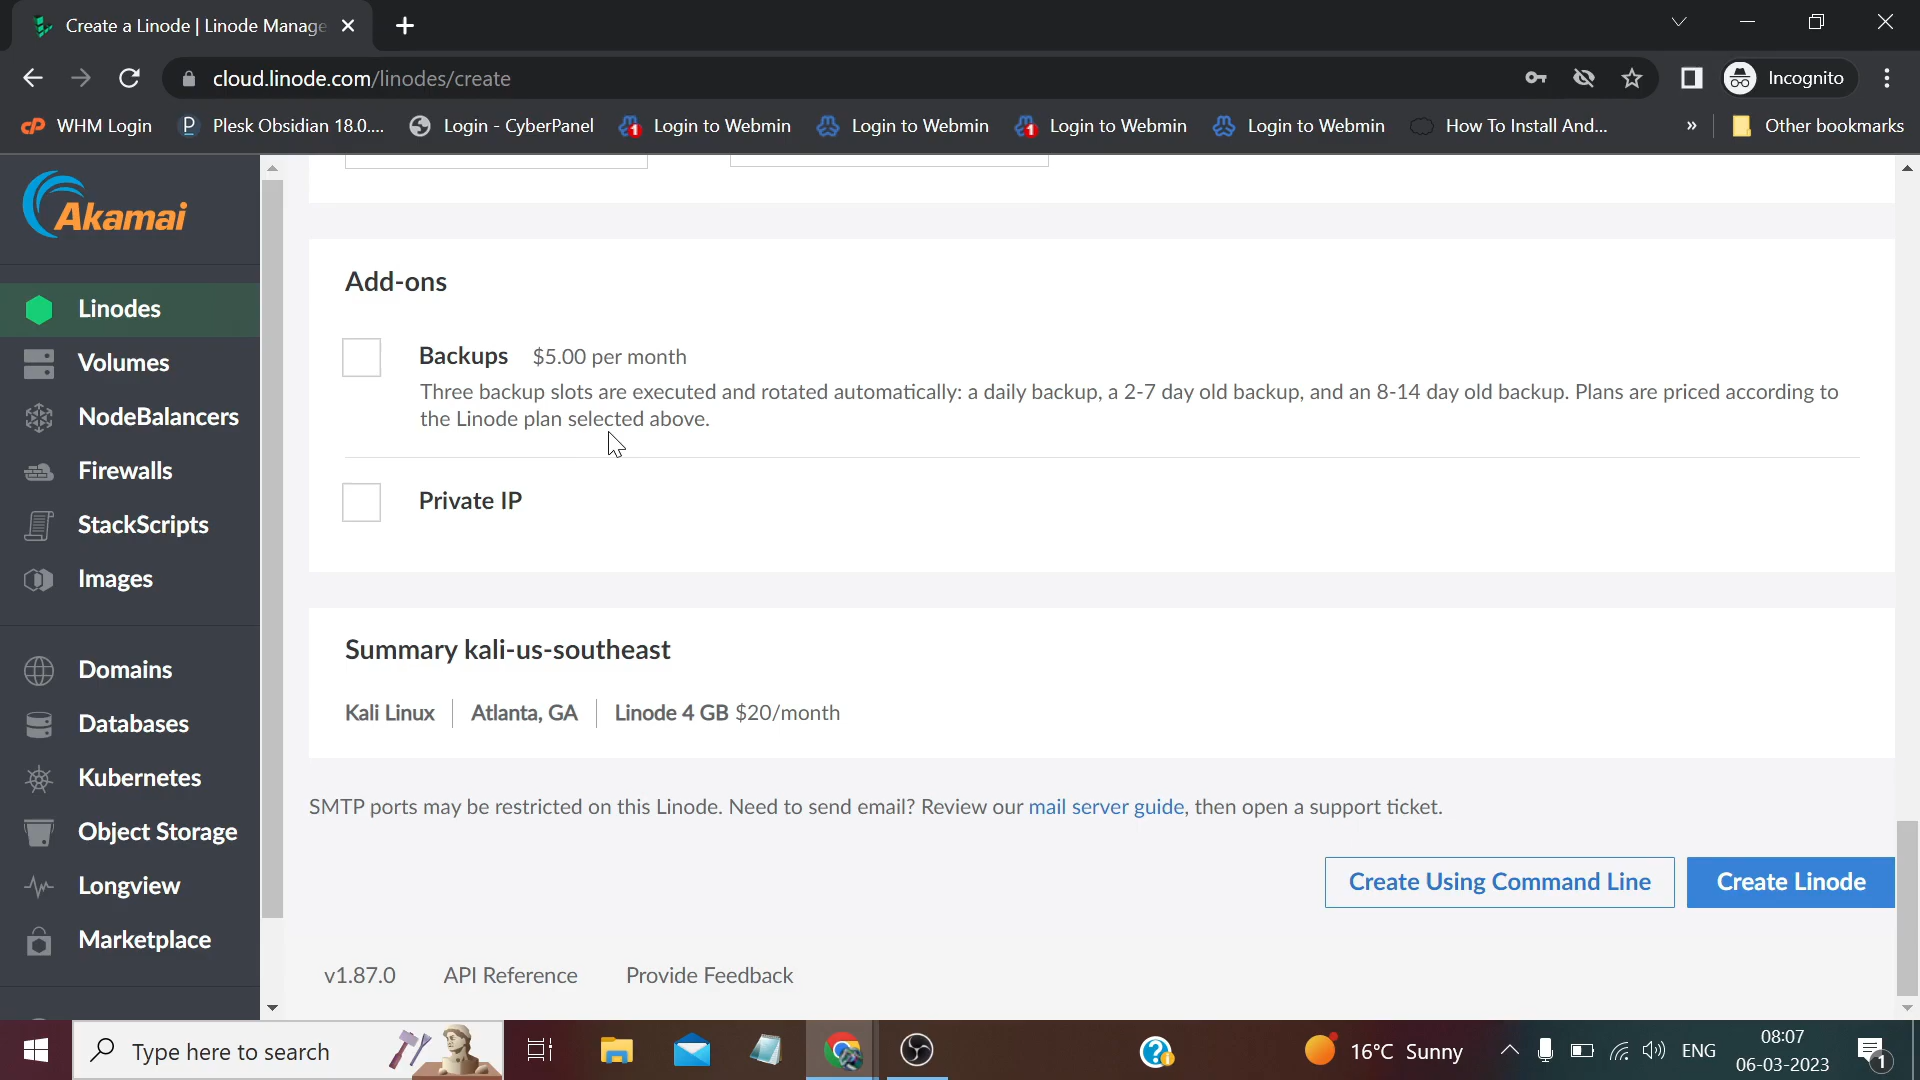 Create a Linode | Linode Manage
cloud.linode.com/linodes/create
Incognito
WHM Login
Plesk Obsidian 18.0....
Login - CyberPanel
Login to Webmin
Login to Webmin
Login to Webmin
Login to Webmin
How To Install And...
»
Other bookmarks
Akamai
Linodes
Volumes
NodeBalancers
Firewalls
StackScripts
Images
Domains
Databases
Kubernetes
Object Storage
Longview
Marketplace
Add-ons
Backups $5.00 per month
Three backup slots are executed and rotated automatically: a daily backup, a 2-7 day old backup, and an 8-14 day old backup. Plans are priced according to
the Linode plan selected above.
Private IP
Summary kali-us-southeast
Kali Linux Atlanta, GA Linode 4 GB $20/month
SMTP ports may be restricted on this Linode. Need to send email? Review our mail server guide, then open a support ticket.
Create Using Command Line
Create Linode
v1.87.0 API Reference Provide Feedback
Type here to search
16°C Sunny
ENG
08:07
06-03-2023
1